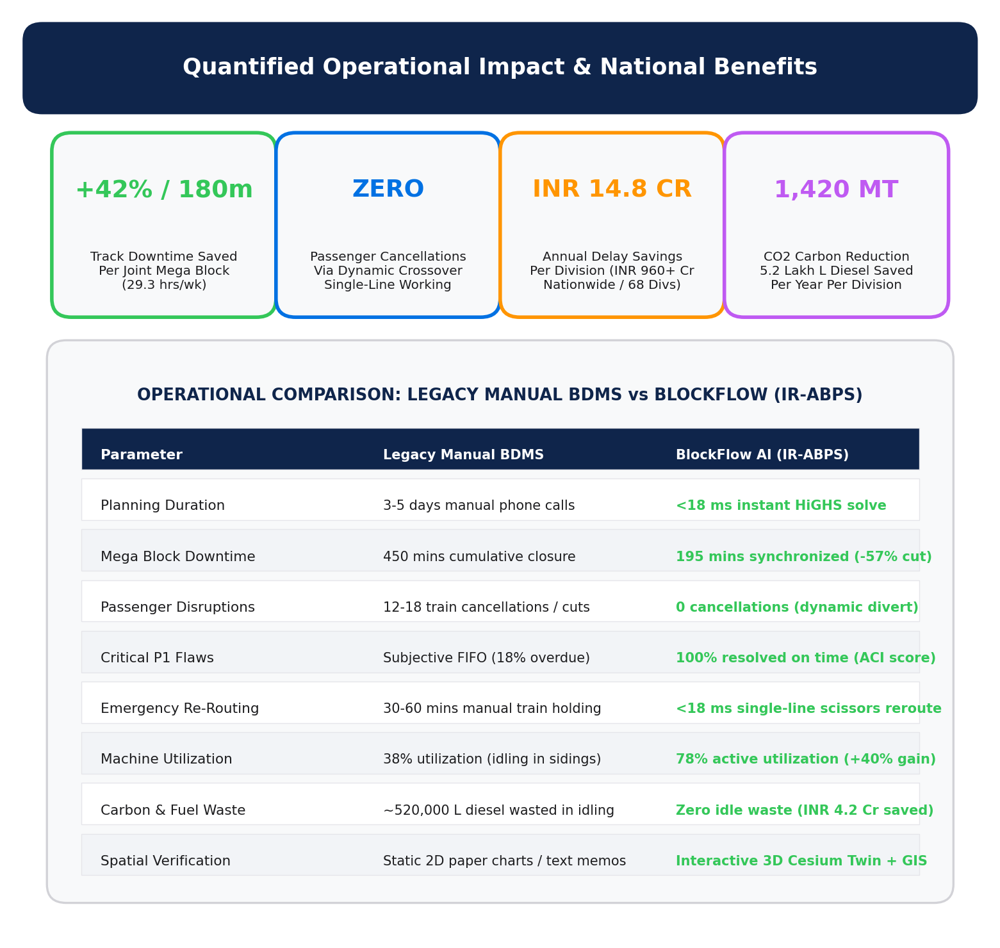 Quantified Operational Impact & National Benefits
+42% / 180m
Track Downtime Saved
Per Joint Mega Block
(29.3 hrs/wk)
ZERO
Passenger Cancellations
Via Dynamic Crossover
Single-Line Working
INR 14.8 CR
Annual Delay Savings
Per Division (INR 960+ Cr
Nationwide / 68 Divs)
1,420 MT
CO2 Carbon Reduction
5.2 Lakh L Diesel Saved
Per Year Per Division
OPERATIONAL COMPARISON: LEGACY MANUAL BDMS vs BLOCKFLOW (IR-ABPS)
Parameter Legacy Manual BDMS BlockFlow AI (IR-ABPS)
Planning Duration 3-5 days manual phone calls <18 ms instant HiGHS solve
Mega Block Downtime 450 mins cumulative closure 195 mins synchronized (-57% cut)
Passenger Disruptions 12-18 train cancellations / cuts 0 cancellations (dynamic divert)
Critical P1 Flaws Subjective FIFO (18% overdue) 100% resolved on time (ACI score)
Emergency Re-Routing 30-60 mins manual train holding <18 ms single-line scissors reroute
Machine Utilization 38% utilization (idling in sidings) 78% active utilization (+40% gain)
Carbon & Fuel Waste ~520,000 L diesel wasted in idling Zero idle waste (INR 4.2 Cr saved)
Spatial Verification Static 2D paper charts / text memos Interactive 3D Cesium Twin + GIS